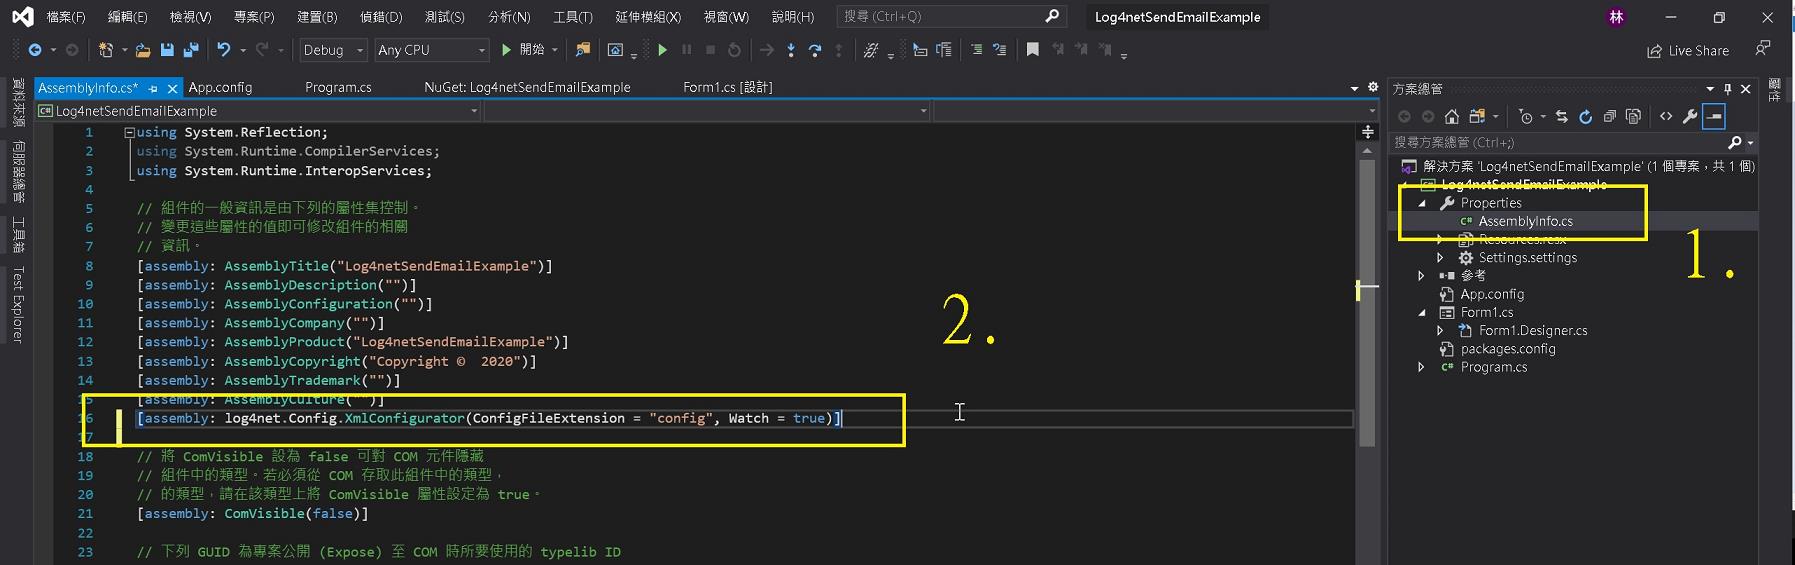 檔案(F) 編輯(E) 檢視(V) 專案(P) 建置(B) 偵錯(D) 測試(S) 分析(N) 工具(T) 延伸模組(X) 視窗(W) 說明(H) 搜尋 (Ctrl+Q) Log4netSendEmailExample 林
Debug Any CPU 開始 Live Share
AssemblyInfo.cs* App.config Program.cs NuGet: Log4netSendEmailExample Form1.cs [設計]
Log4netSendEmailExample
資料來源
伺服器總管
工具箱
Test Explorer
1 using System.Reflection;
2 using System.Runtime.CompilerServices;
3 using System.Runtime.InteropServices;
4
5 // 組件的一般資訊是由下列的屬性集控制。
6 // 變更這些屬性的值即可修改組件的相關
7 // 資訊。
8 [assembly: AssemblyTitle("Log4netSendEmailExample")]
9 [assembly: AssemblyDescription("")]
10 [assembly: AssemblyConfiguration("")]
11 [assembly: AssemblyCompany("")]
12 [assembly: AssemblyProduct("Log4netSendEmailExample")]
13 [assembly: AssemblyCopyright("Copyright ©  2020")]
14 [assembly: AssemblyTrademark("")]
15 [assembly: AssemblyCulture("")]
16 [assembly: log4net.Config.XmlConfigurator(ConfigFileExtension = "config", Watch = true)]
17
18 // 將 ComVisible 設為 false 可對 COM 元件隱藏
19 // 組件中的類型。若必須從 COM 存取此組件中的類型，
20 // 的類型，請在該類型上將 ComVisible 屬性設定為 true。
21 [assembly: ComVisible(false)]
22
23 // 下列 GUID 為專案公開 (Expose) 至 COM 時所要使用的 typelib ID
2.
方案總管
搜尋方案總管 (Ctrl+;)
解決方案 'Log4netSendEmailExample' (1 個專案，共 1 個)
Log4netSendEmailExample
Properties
AssemblyInfo.cs
Resources.resx
Settings.settings
參考
App.config
Form1.cs
Form1.Designer.cs
packages.config
Program.cs
1.
屬性